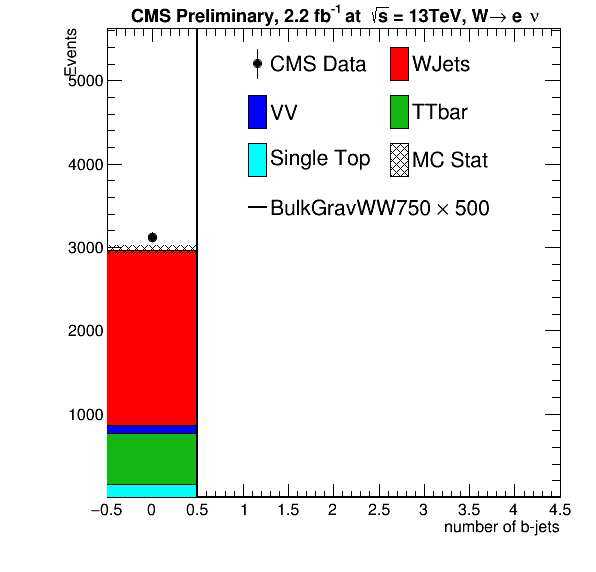 CMS Preliminary, 2.2 fb⁻¹ at √s = 13TeV, W→ e ν
Events
CMS Data
WJets
VV
TTbar
Single Top
MC Stat
BulkGravWW750 × 500
5000
4000
3000
2000
1000
−0.5 0 0.5 1 1.5 2 2.5 3 3.5 4 4.5
number of b-jets